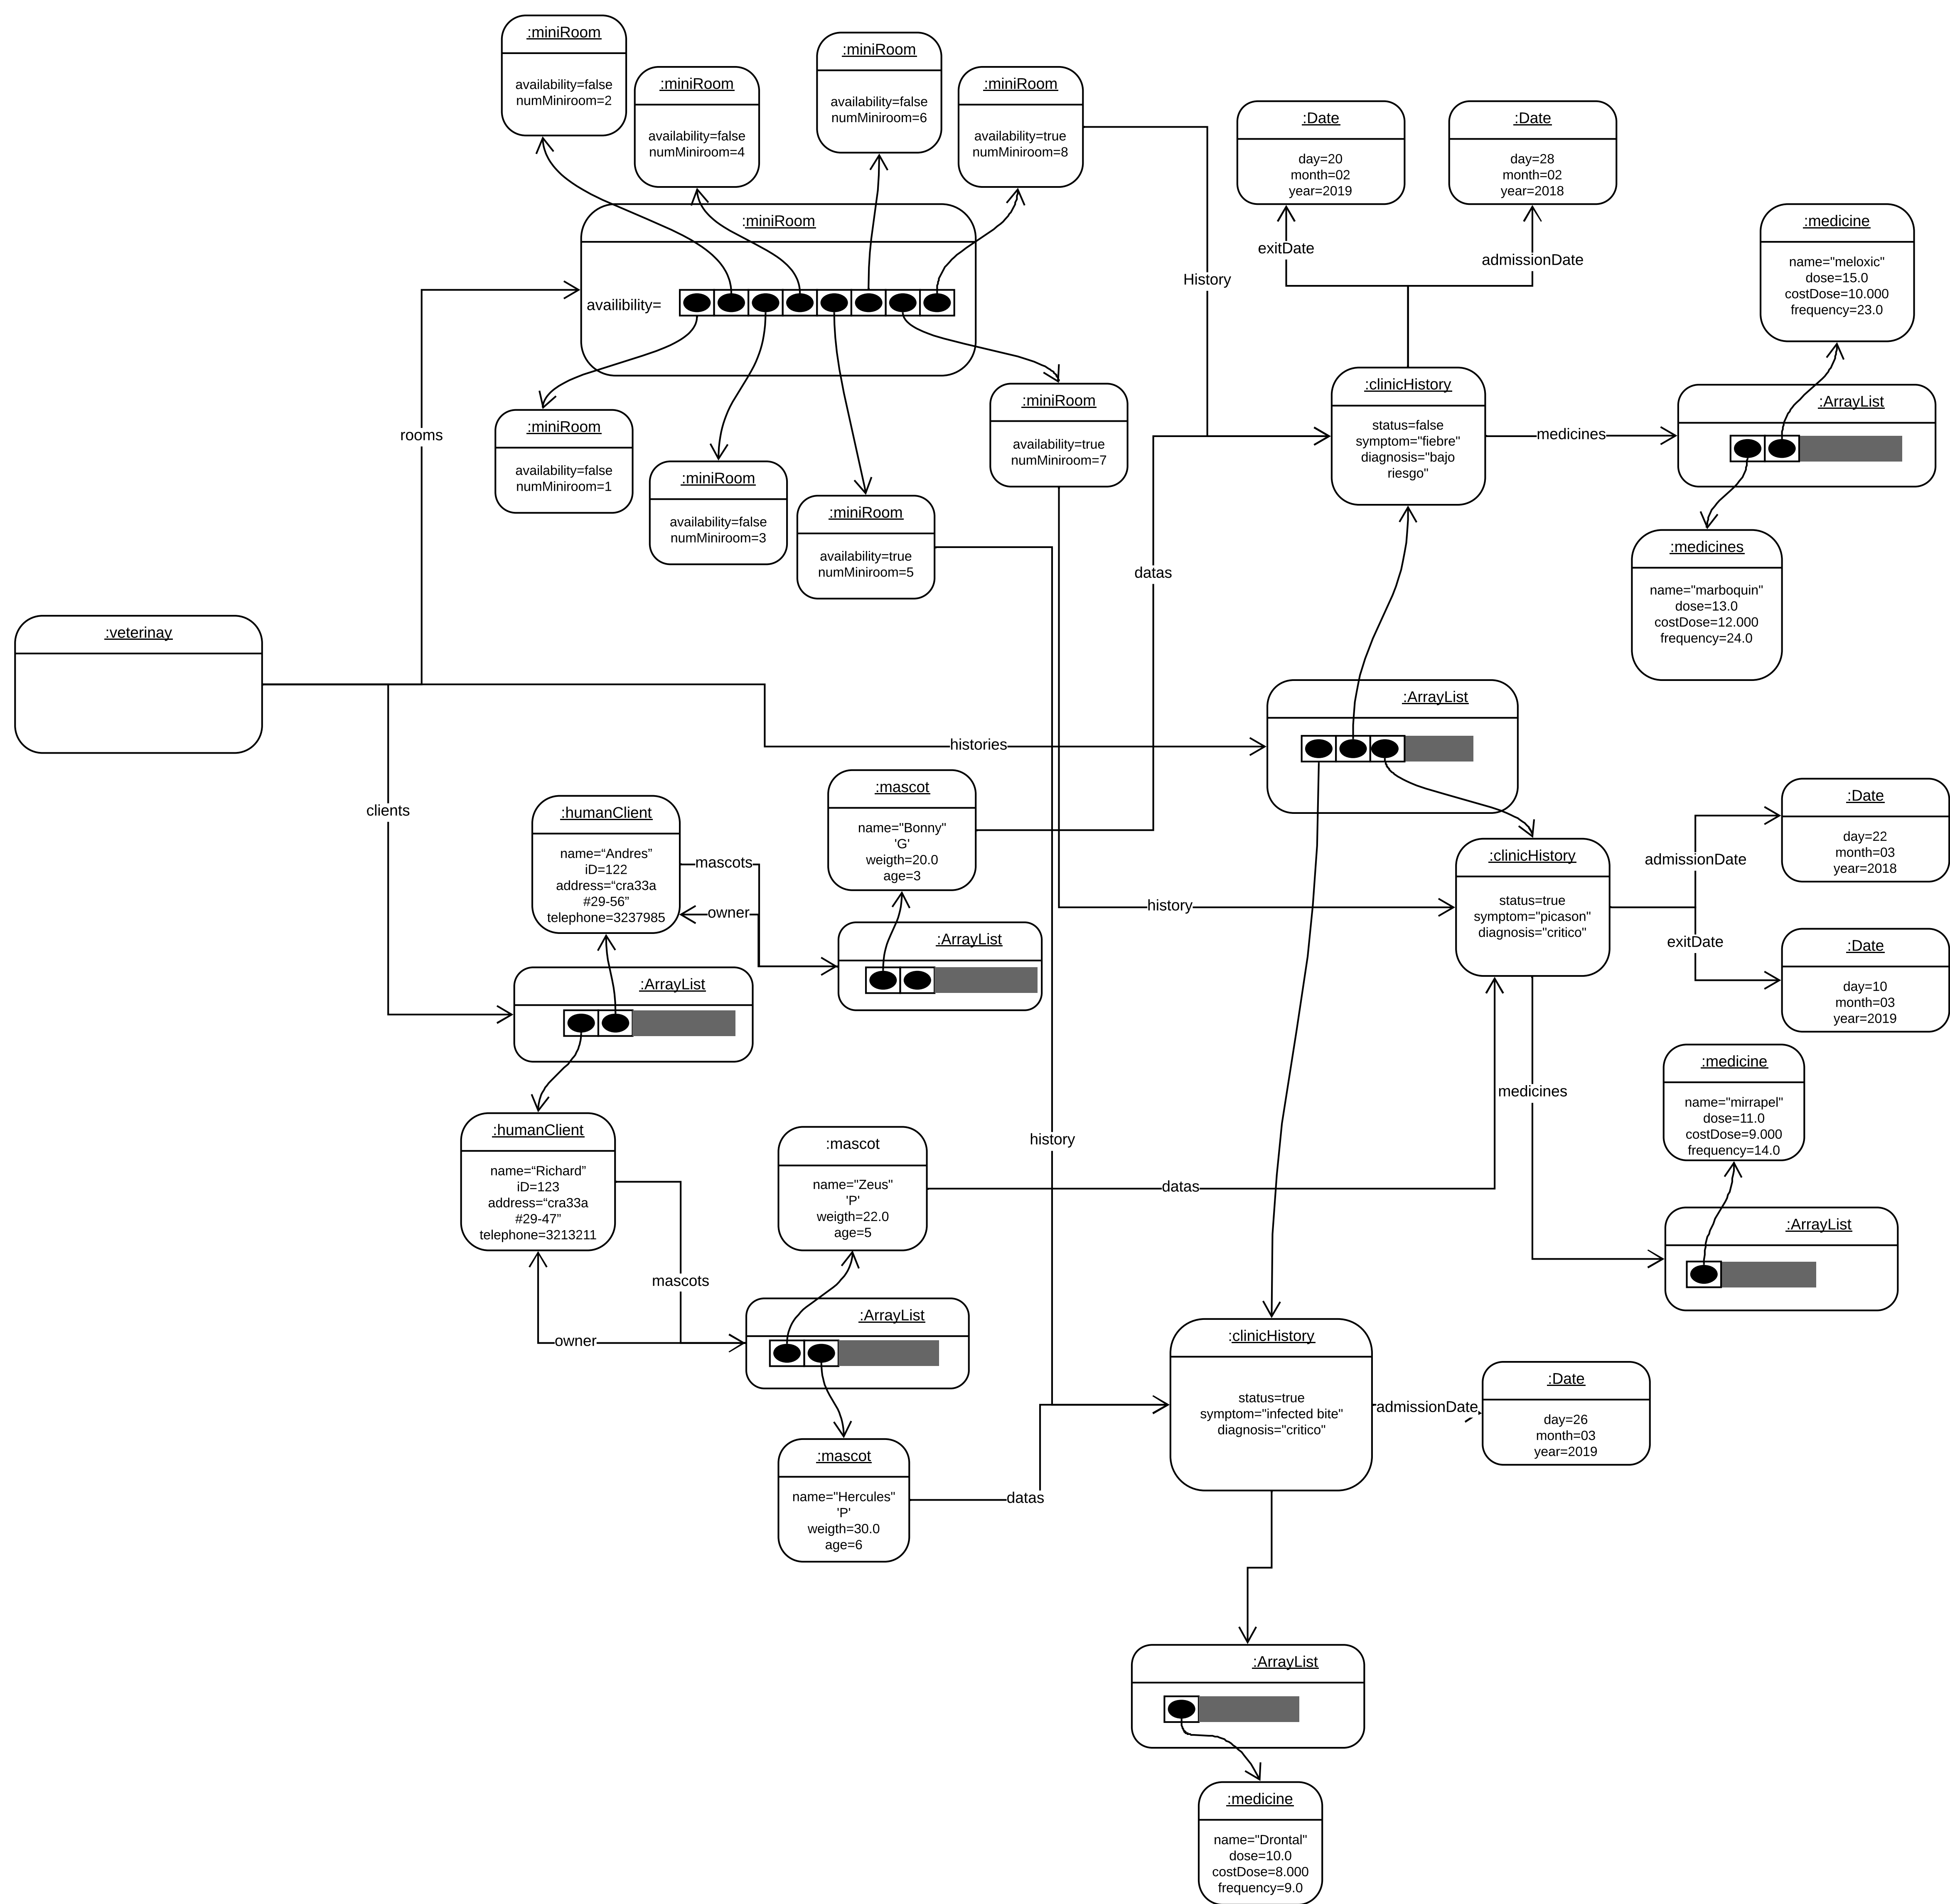 :miniRoom
availability=false
numMiniroom=2
:miniRoom
availability=false
numMiniroom=4
:miniRoom
availability=false
numMiniroom=6
:miniRoom
availability=true
numMiniroom=8
:Date
day=20
month=02
year=2019
:Date
day=28
month=02
year=2018
exitDate
admissionDate
History
:medicine
name="meloxic"
dose=15.0
costDose=10.000
frequency=23.0
:miniRoom
availibility=
rooms
:miniRoom
availability=false
numMiniroom=1
:miniRoom
availability=false
numMiniroom=3
:miniRoom
availability=true
numMiniroom=5
:miniRoom
availability=true
numMiniroom=7
:clinicHistory
status=false
symptom="fiebre"
diagnosis="bajo
riesgo"
medicines
:ArrayList
:medicines
name="marboquin"
dose=13.0
costDose=12.000
frequency=24.0
datas
:veterinay
:ArrayList
histories
clients
:humanClient
name=“Andres”
iD=122
address=“cra33a
#29-56”
telephone=3237985
mascots
owner
:mascot
name="Bonny"
'G'
weigth=20.0
age=3
:ArrayList
:ArrayList
history
:clinicHistory
status=true
symptom="picason"
diagnosis="critico"
admissionDate
exitDate
:Date
day=22
month=03
year=2018
:Date
day=10
month=03
year=2019
medicines
:medicine
name="mirrapel"
dose=11.0
costDose=9.000
frequency=14.0
:ArrayList
:humanClient
name=“Richard”
iD=123
address=“cra33a
#29-47”
telephone=3213211
mascots
owner
:mascot
name="Zeus"
'P'
weigth=22.0
age=5
history
datas
:ArrayList
:mascot
name="Hercules"
'P'
weigth=30.0
age=6
datas
:clinicHistory
status=true
symptom="infected bite"
diagnosis="critico"
admissionDate
:Date
day=26
month=03
year=2019
:ArrayList
:medicine
name="Drontal"
dose=10.0
costDose=8.000
frequency=9.0